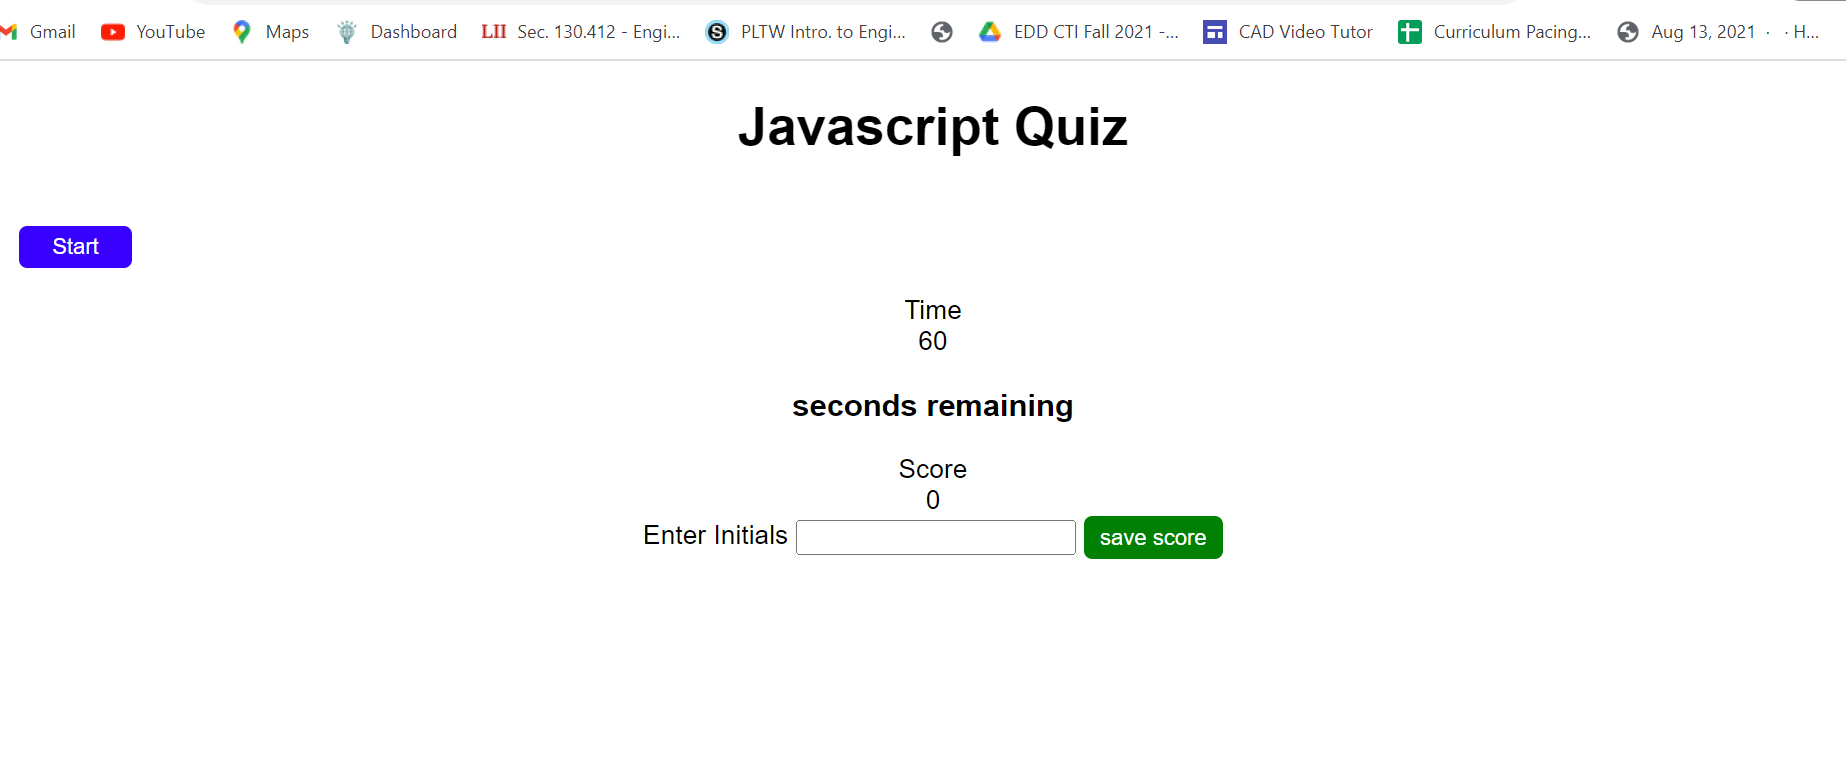 Gmail YouTube Maps Dashboard LII Sec. 130.412 - Engi... S PLTW Intro. to Engi... EDD CTI Fall 2021 -... CAD Video Tutor Curriculum Pacing... Aug 13, 2021 · · H...
Javascript Quiz
Start
Time
60
seconds remaining
Score
0
Enter Initials save score